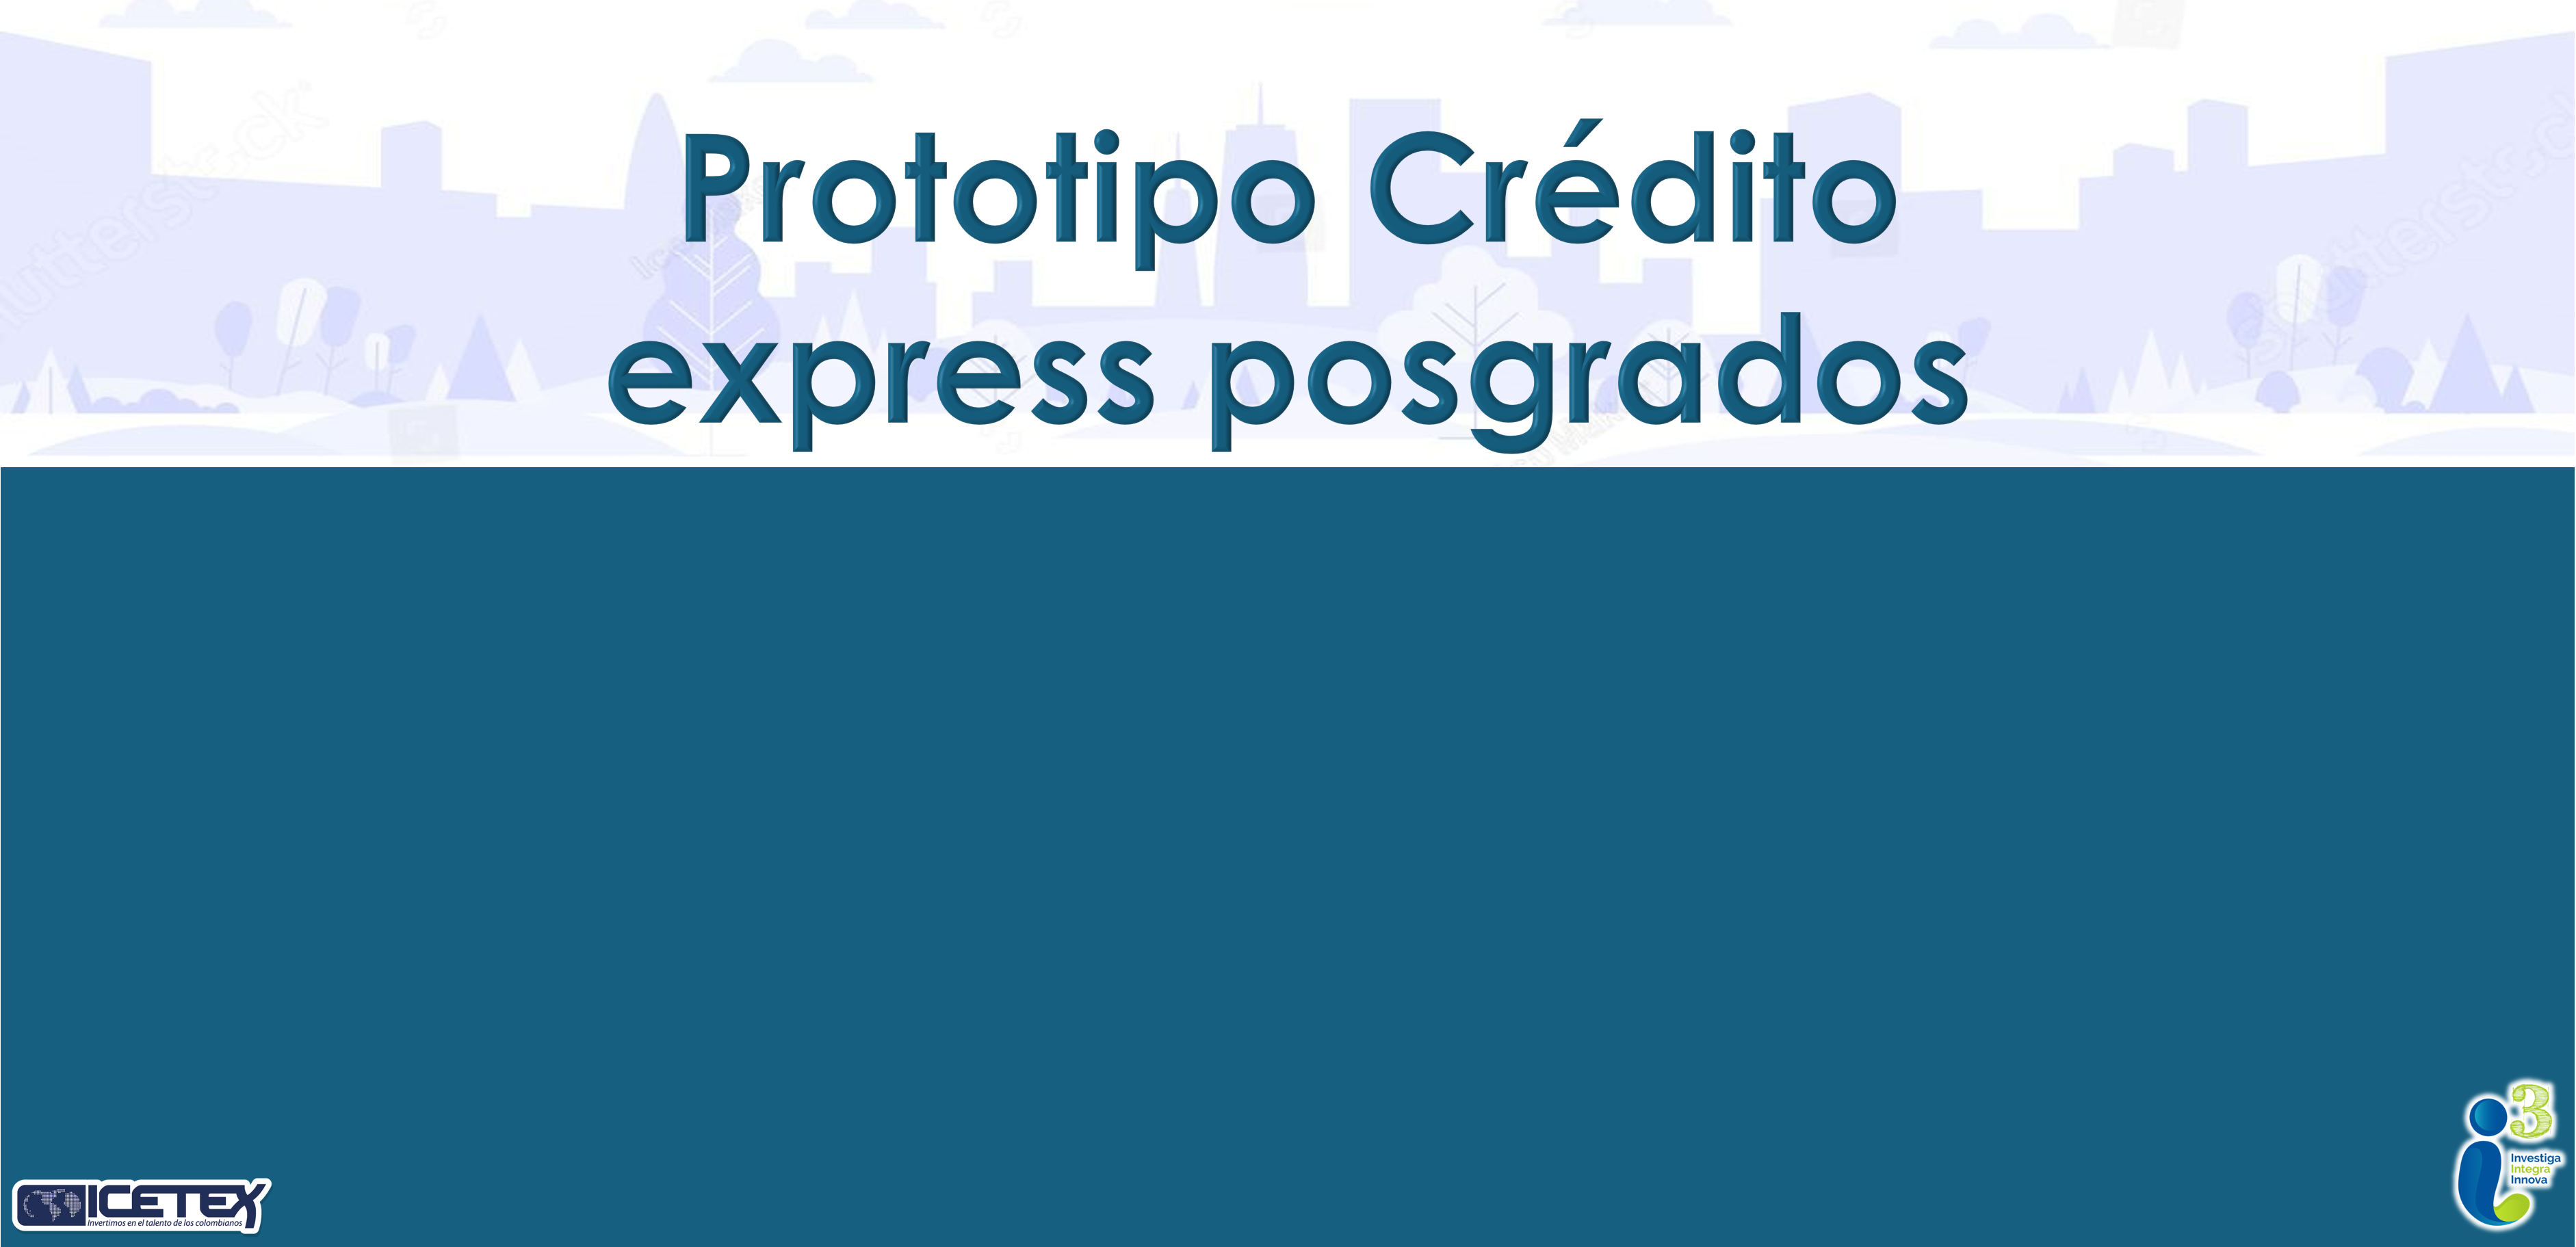 Prototipo Crédito
express posgrados
3
Investiga
Integra
Innova
ICETEX
Invertimos en el talento de los colombianos